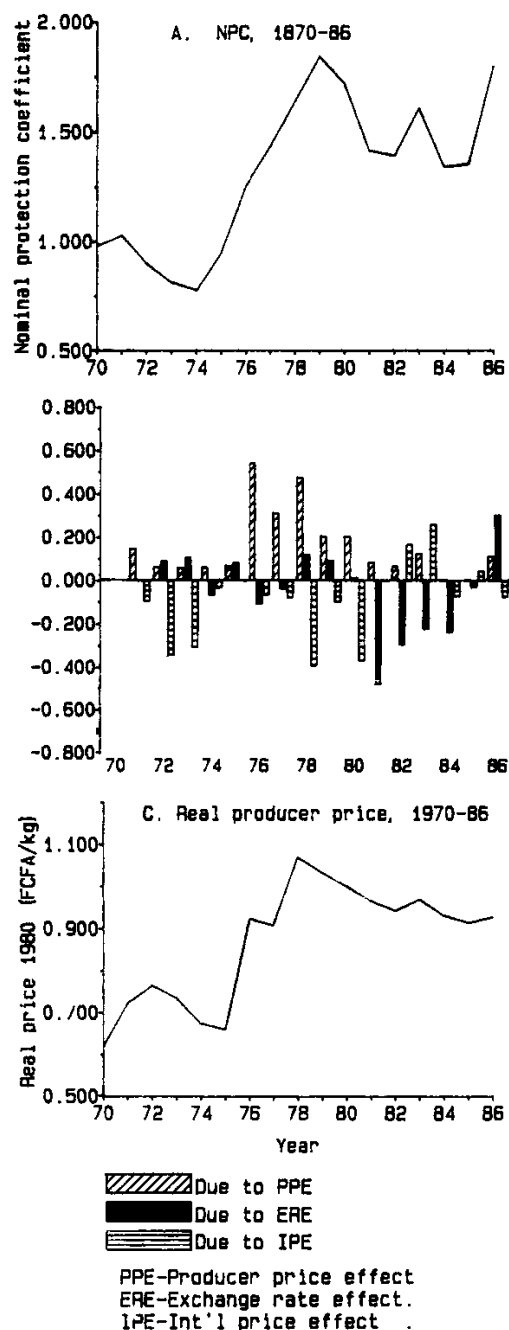 A. NPC, 1870-86
Nominal protection coefficient
2.000
1.500
1.000
0.500
70 72 74 76 78 80 82 84 86
0.800
0.600
0.400
0.200
0.000
-0.200
-0.400
-0.600
-0.800
70 72 74 76 78 80 82 84 86
C. Real producer price, 1970-86
Real price 1980 (FCFA/kg)
1.100
0.900
0.700
0.500
70 72 74 76 78 80 82 84 86
Year
Due to PPE
Due to ERE
Due to IPE
PPE-Producer price effect
ERE-Exchange rate effect.
IPE-Int'l price effect .